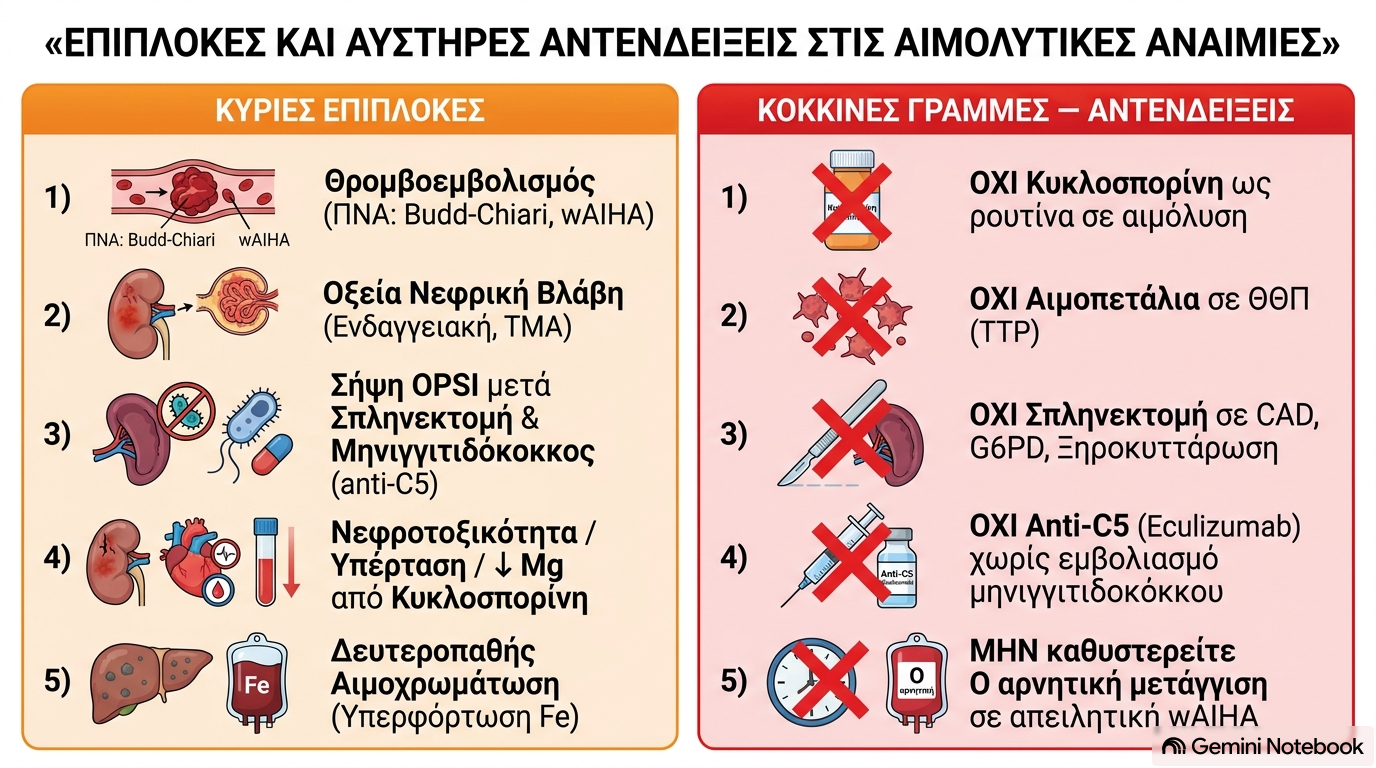 «ΕΠΙΠΛΟΚΕΣ ΚΑΙ ΑΥΣΤΗΡΕΣ ΑΝΤΕΝΔΕΙΞΕΙΣ ΣΤΙΣ ΑΙΜΟΛΥΤΙΚΕΣ ΑΝΑΙΜΙΕΣ»
ΚΥΡΙΕΣ ΕΠΙΠΛΟΚΕΣ
1)
ΠΝΑ: Budd-Chiari wAIHA
Θρομβοεμβολισμός
(ΠΝΑ: Budd-Chiari, wAIHA)
2)
Οξεία Νεφρική Βλάβη
(Ενδαγγειακή, TMA)
3)
Σήψη OPSI μετά
Σπληνεκτομή &
Μηνιγγιτιδόκοκκος
(anti-C5)
4)
Νεφροτοξικότητα /
Υπέρταση / ↓ Mg
από Κυκλοσπορίνη
5)
Fe
Δευτεροπαθής
Αιμοχρωμάτωση
(Υπερφόρτωση Fe)
ΚΟΚΚΙΝΕΣ ΓΡΑΜΜΕΣ — ΑΝΤΕΝΔΕΙΞΕΙΣ
1)
ΟΧΙ Κυκλοσπορίνη ως
ρουτίνα σε αιμόλυση
2)
ΟΧΙ Αιμοπετάλια σε ΘΘΠ
(TTP)
3)
ΟΧΙ Σπληνεκτομή σε CAD,
G6PD, Ξηροκυττάρωση
4)
Anti-C5
ΟΧΙ Anti-C5 (Eculizumab)
χωρίς εμβολιασμό
μηνιγγιτιδοκόκκου
5)
O
ΜΗΝ καθυστερείτε
Ο αρνητική μετάγγιση
σε απειλητική wAIHA
Gemini Notebook